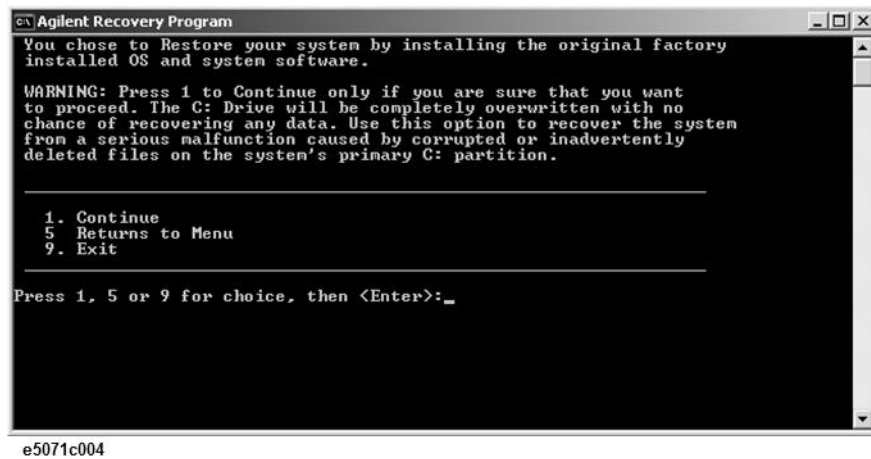 Agilent Recovery Program
You chose to Restore your system by installing the original factory
installed OS and system software.
WARNING: Press 1 to Continue only if you are sure that you want
to proceed. The C: Drive will be completely overwritten with no
chance of recovering any data. Use this option to recover the system
from a serious malfunction caused by corrupted or inadvertently
deleted files on the system's primary C: partition.
1. Continue
5 Returns to Menu
9. Exit
Press 1, 5 or 9 for choice, then <Enter>:_
e5071c004